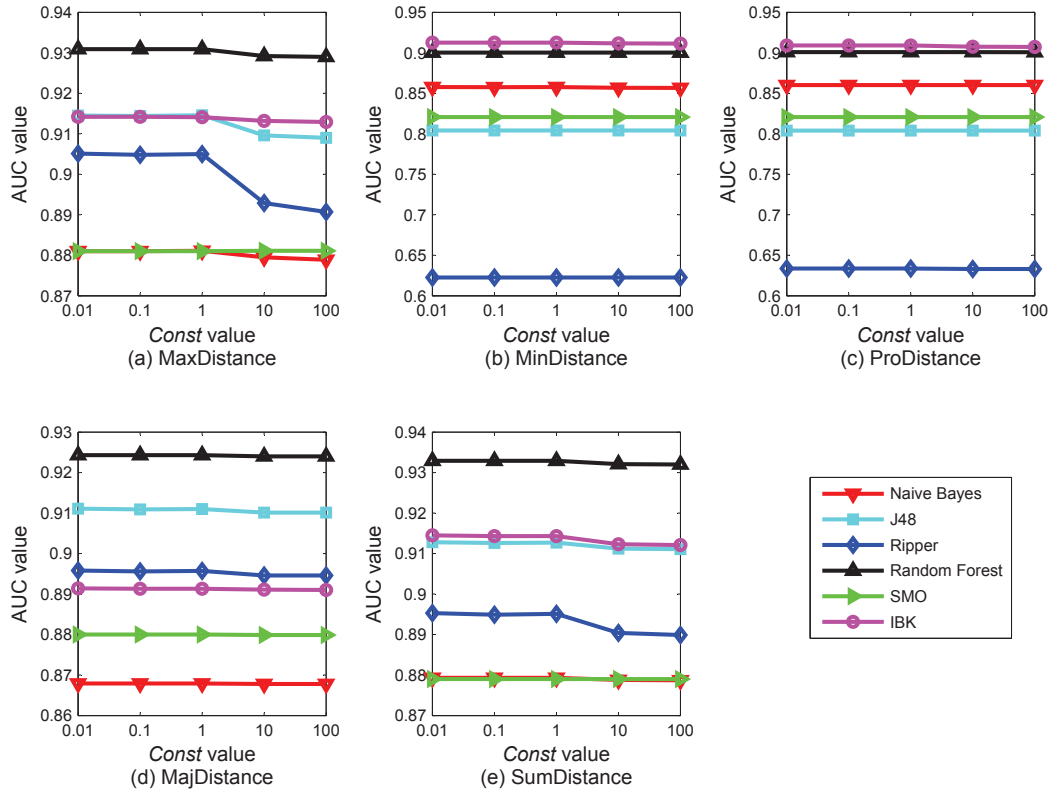 0.94
0.93
0.92
0.91
0.9
0.89
0.88
0.87
AUC value
0.01 0.1 1 10 100
Const value
(a) MaxDistance
0.95
0.9
0.85
0.8
0.75
0.7
0.65
0.6
AUC value
0.01 0.1 1 10 100
Const value
(b) MinDistance
0.95
0.9
0.85
0.8
0.75
0.7
0.65
0.6
AUC value
0.01 0.1 1 10 100
Const value
(c) ProDistance
0.93
0.92
0.91
0.9
0.89
0.88
0.87
0.86
AUC value
0.01 0.1 1 10 100
Const value
(d) MajDistance
0.94
0.93
0.92
0.91
0.9
0.89
0.88
0.87
AUC value
0.01 0.1 1 10 100
Const value
(e) SumDistance
Naive Bayes
J48
Ripper
Random Forest
SMO
IBK